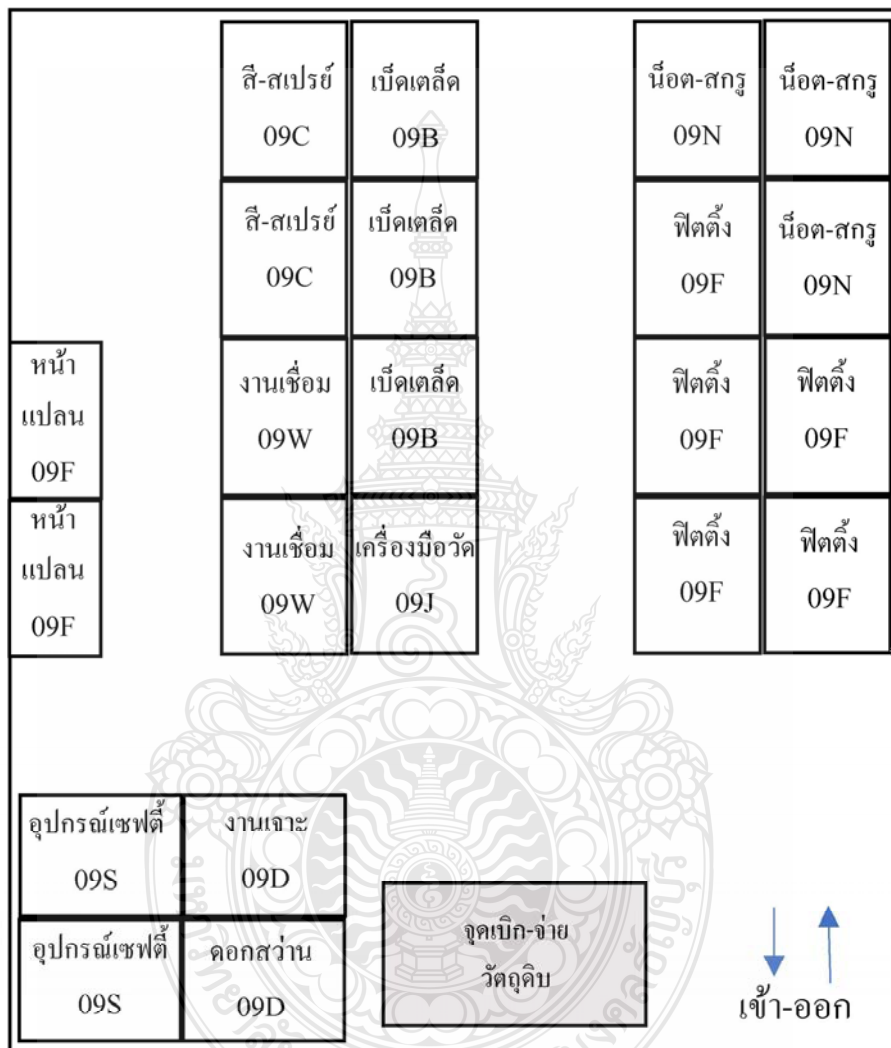 สี-สเปรย์
09C
เบ็ดเตล็ด
09B
น็อต-สกรู
09N
น็อต-สกรู
09N
สี-สเปรย์
09C
เบ็ดเตล็ด
09B
ฟิตติ้ง
09F
น็อต-สกรู
09N
หน้า
แปลน
09F
งานเชื่อม
09W
เบ็ดเตล็ด
09B
ฟิตติ้ง
09F
ฟิตติ้ง
09F
หน้า
แปลน
09F
งานเชื่อม
09W
เครื่องมือวัด
09J
ฟิตติ้ง
09F
ฟิตติ้ง
09F
อุปกรณ์เซฟตี้
09S
งานเจาะ
09D
อุปกรณ์เซฟตี้
09S
ดอกสว่าน
09D
จุดเบิก-จ่าย
วัตถุดิบ
เข้า-ออก